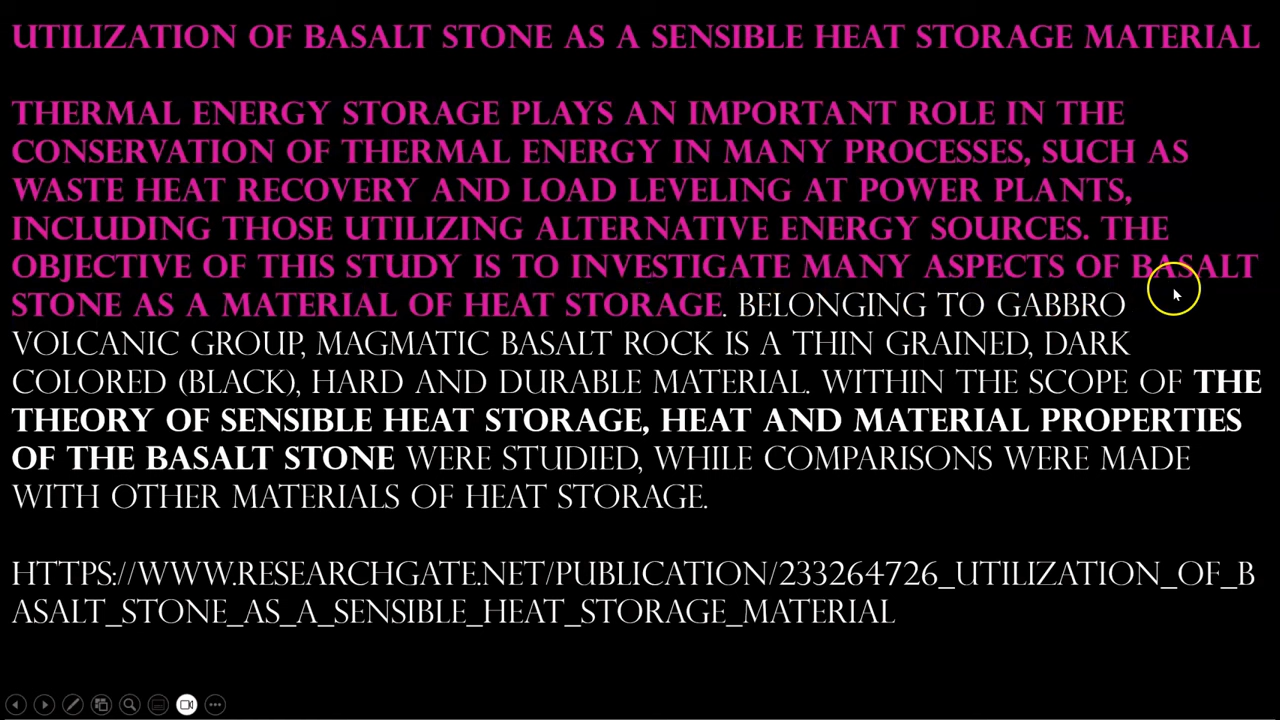 UTILIZATION OF BASALT STONE AS A SENSIBLE HEAT STORAGE MATERIAL
THERMAL ENERGY STORAGE PLAYS AN IMPORTANT ROLE IN THE
CONSERVATION OF THERMAL ENERGY IN MANY PROCESSES, SUCH AS
WASTE HEAT RECOVERY AND LOAD LEVELING AT POWER PLANTS,
INCLUDING THOSE UTILIZING ALTERNATIVE ENERGY SOURCES. THE
OBJECTIVE OF THIS STUDY IS TO INVESTIGATE MANY ASPECTS OF BASALT
STONE AS A MATERIAL OF HEAT STORAGE. BELONGING TO GABBRO
VOLCANIC GROUP, MAGMATIC BASALT ROCK IS A THIN GRAINED, DARK
COLORED (BLACK), HARD AND DURABLE MATERIAL. WITHIN THE SCOPE OF THE
THEORY OF SENSIBLE HEAT STORAGE, HEAT AND MATERIAL PROPERTIES
OF THE BASALT STONE WERE STUDIED, WHILE COMPARISONS WERE MADE
WITH OTHER MATERIALS OF HEAT STORAGE.
HTTPS://WWW.RESEARCHGATE.NET/PUBLICATION/233264726_UTILIZATION_OF_B
ASALT_STONE_AS_A_SENSIBLE_HEAT_STORAGE_MATERIAL